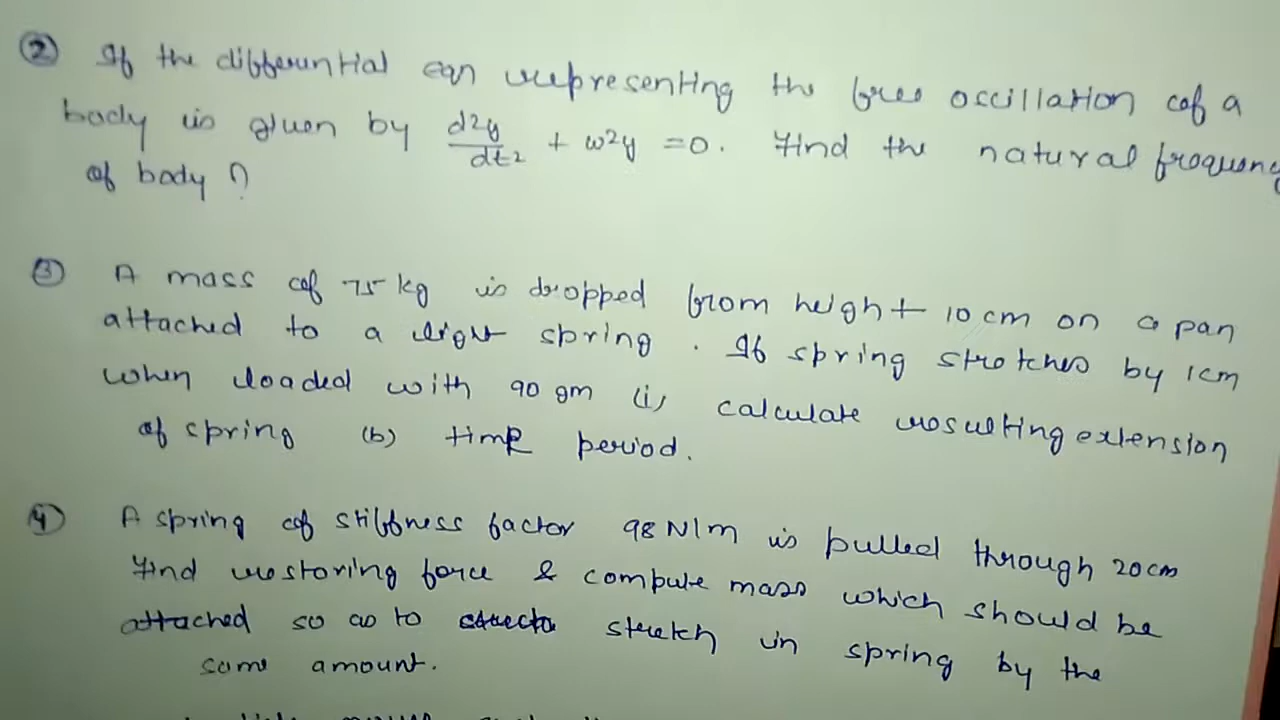 ② If the differential eqn representing the free oscillation of a
body is given by d2y/dt2 + ω2y = 0. Find the natural frequency
of body ?
③ A mass of 75 kg is dropped from height 10 cm on a pan
attached to a light spring. If spring stretches by 1cm
when loaded with 90 gm (i) calculate resulting extension
of spring (b) time period.
④ A spring of stiffness factor 98 N/m is pulled through 20 cm
Find restoring force & compute mass which should be
attached so as to stretch in spring by the
same amount.